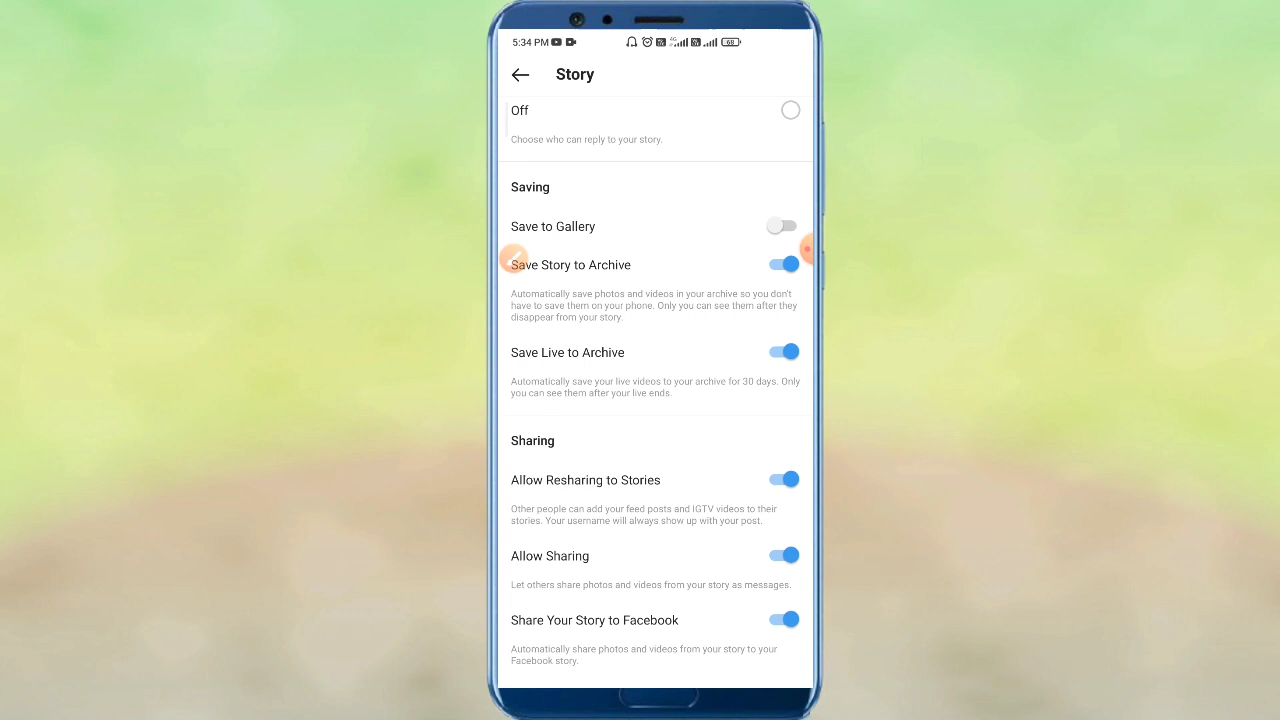 5:34 PM 4G 68
Story
Off
Choose who can reply to your story.
Saving
Save to Gallery
Save Story to Archive
Automatically save photos and videos in your archive so you don't
have to save them on your phone. Only you can see them after they
disappear from your story.
Save Live to Archive
Automatically save your live videos to your archive for 30 days. Only
you can see them after your live ends.
Sharing
Allow Resharing to Stories
Other people can add your feed posts and IGTV videos to their
stories. Your username will always show up with your post.
Allow Sharing
Let others share photos and videos from your story as messages.
Share Your Story to Facebook
Automatically share photos and videos from your story to your
Facebook story.